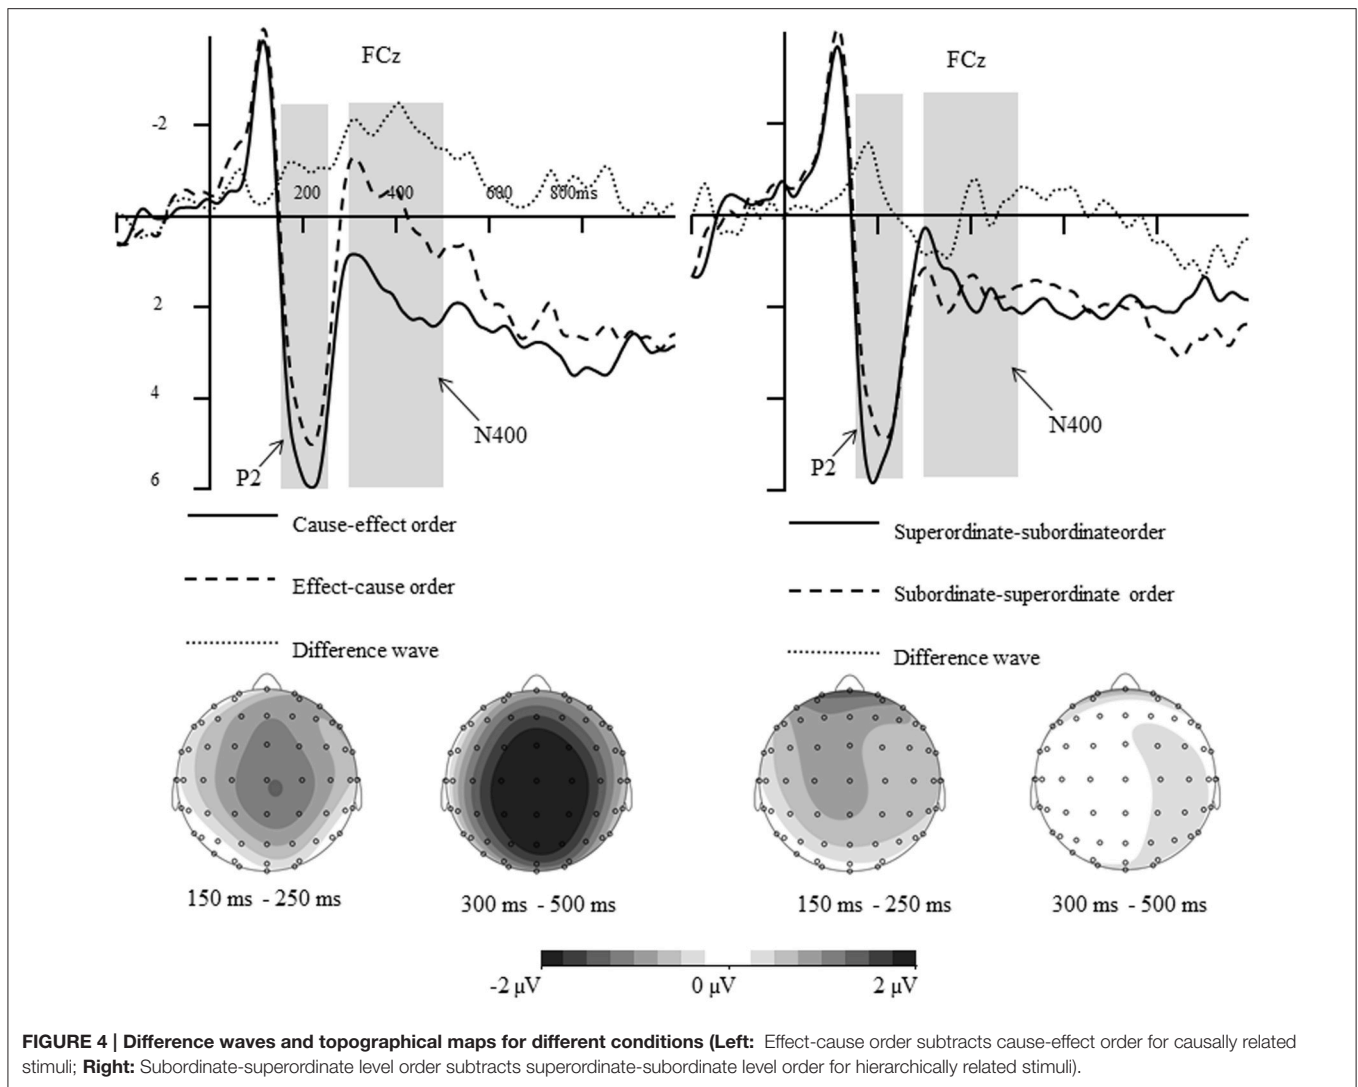 FCz
-2
200
400
600
800ms
2
4
6
P2
N400
FCz
P2
N400
Cause-effect order
Effect-cause order
Difference wave
Superordinate-subordinateorder
Subordinate-superordinate order
Difference wave
150 ms - 250 ms
300 ms - 500 ms
150 ms - 250 ms
300 ms - 500 ms
-2 μV
0 μV
2 μV
FIGURE 4 | Difference waves and topographical maps for different conditions (Left: Effect-cause order subtracts cause-effect order for causally related
stimuli; Right: Subordinate-superordinate level order subtracts superordinate-subordinate level order for hierarchically related stimuli).